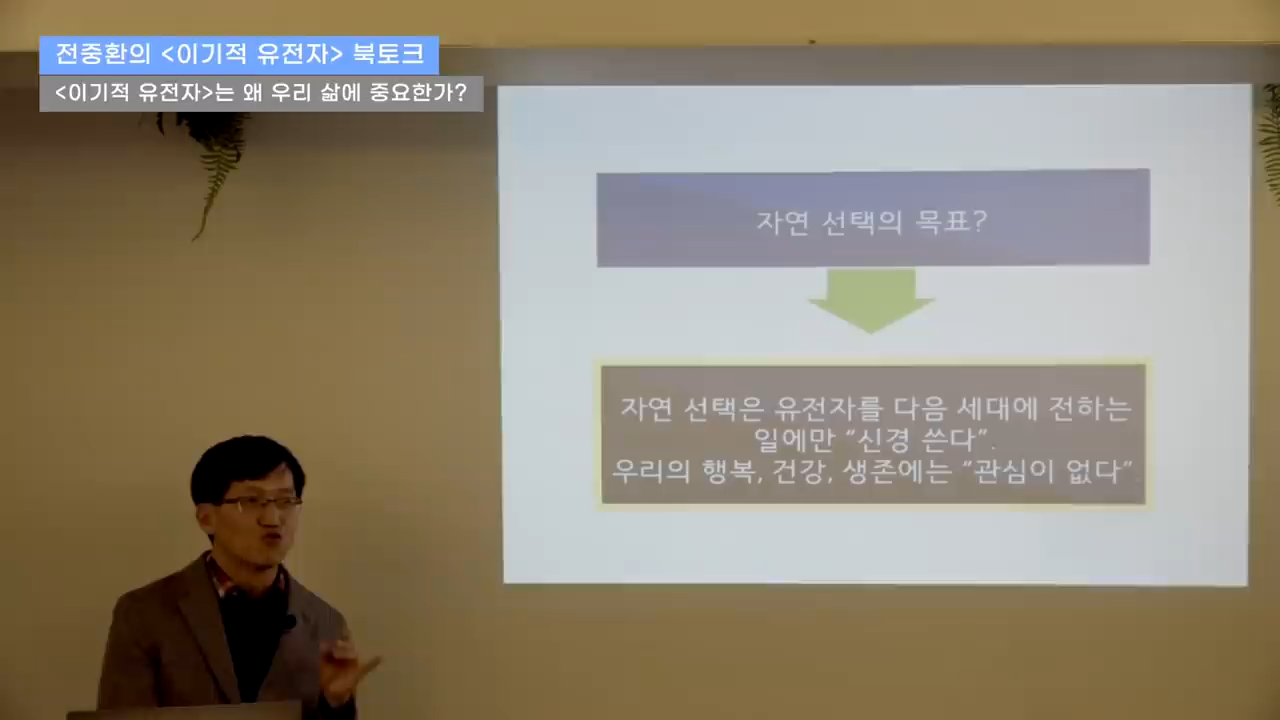 전중환의 <이기적 유전자> 북토크
<이기적 유전자>는 왜 우리 삶에 중요한가?
자연 선택의 목표?
자연 선택은 유전자를 다음 세대에 전하는
일에만 “신경 쓴다”.
우리의 행복, 건강, 생존에는 “관심이 없다”.